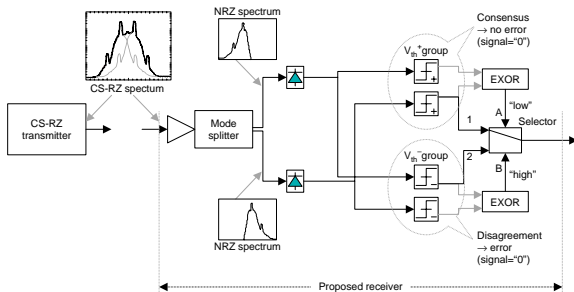 NRZ spectrum
Consensus
→ no error
(signal="0")
Vth+group
CS-RZ spectum
EXOR
+
CS-RZ
transmitter
Mode
splitter
+
A
"low"
1
Selector
2
Vth−group
B
"high"
−
EXOR
NRZ spectrum
−
Disagreement
→ error
(signal="0")
Proposed receiver